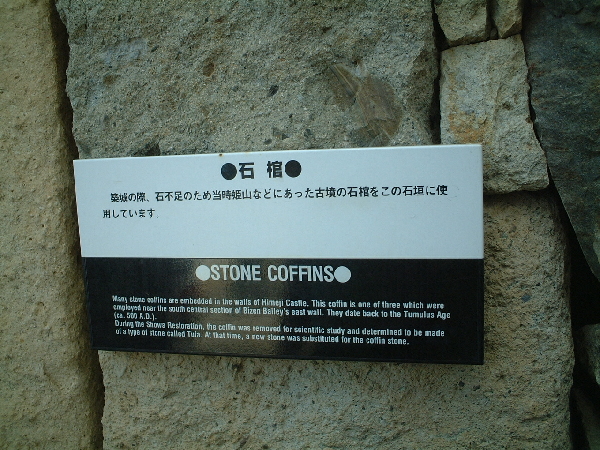 ●石棺●
築城の際、石不足のため当時姫山などにあった古墳の石棺をこの石垣に使
用しています。
●STONE COFFINS●
Many stone coffins are embedded in the walls of Himeji Castle. This coffin is one of three which were
employed near the south central section of Bizen Bailey's east wall. They date back to the Tumulus Age
(ca. 500 A.D.).
During the Showa Restoration, the coffin was removed for scientific study and determined to be made
of a type of stone called Tufa. At that time, a new stone was substituted for the coffin stone.